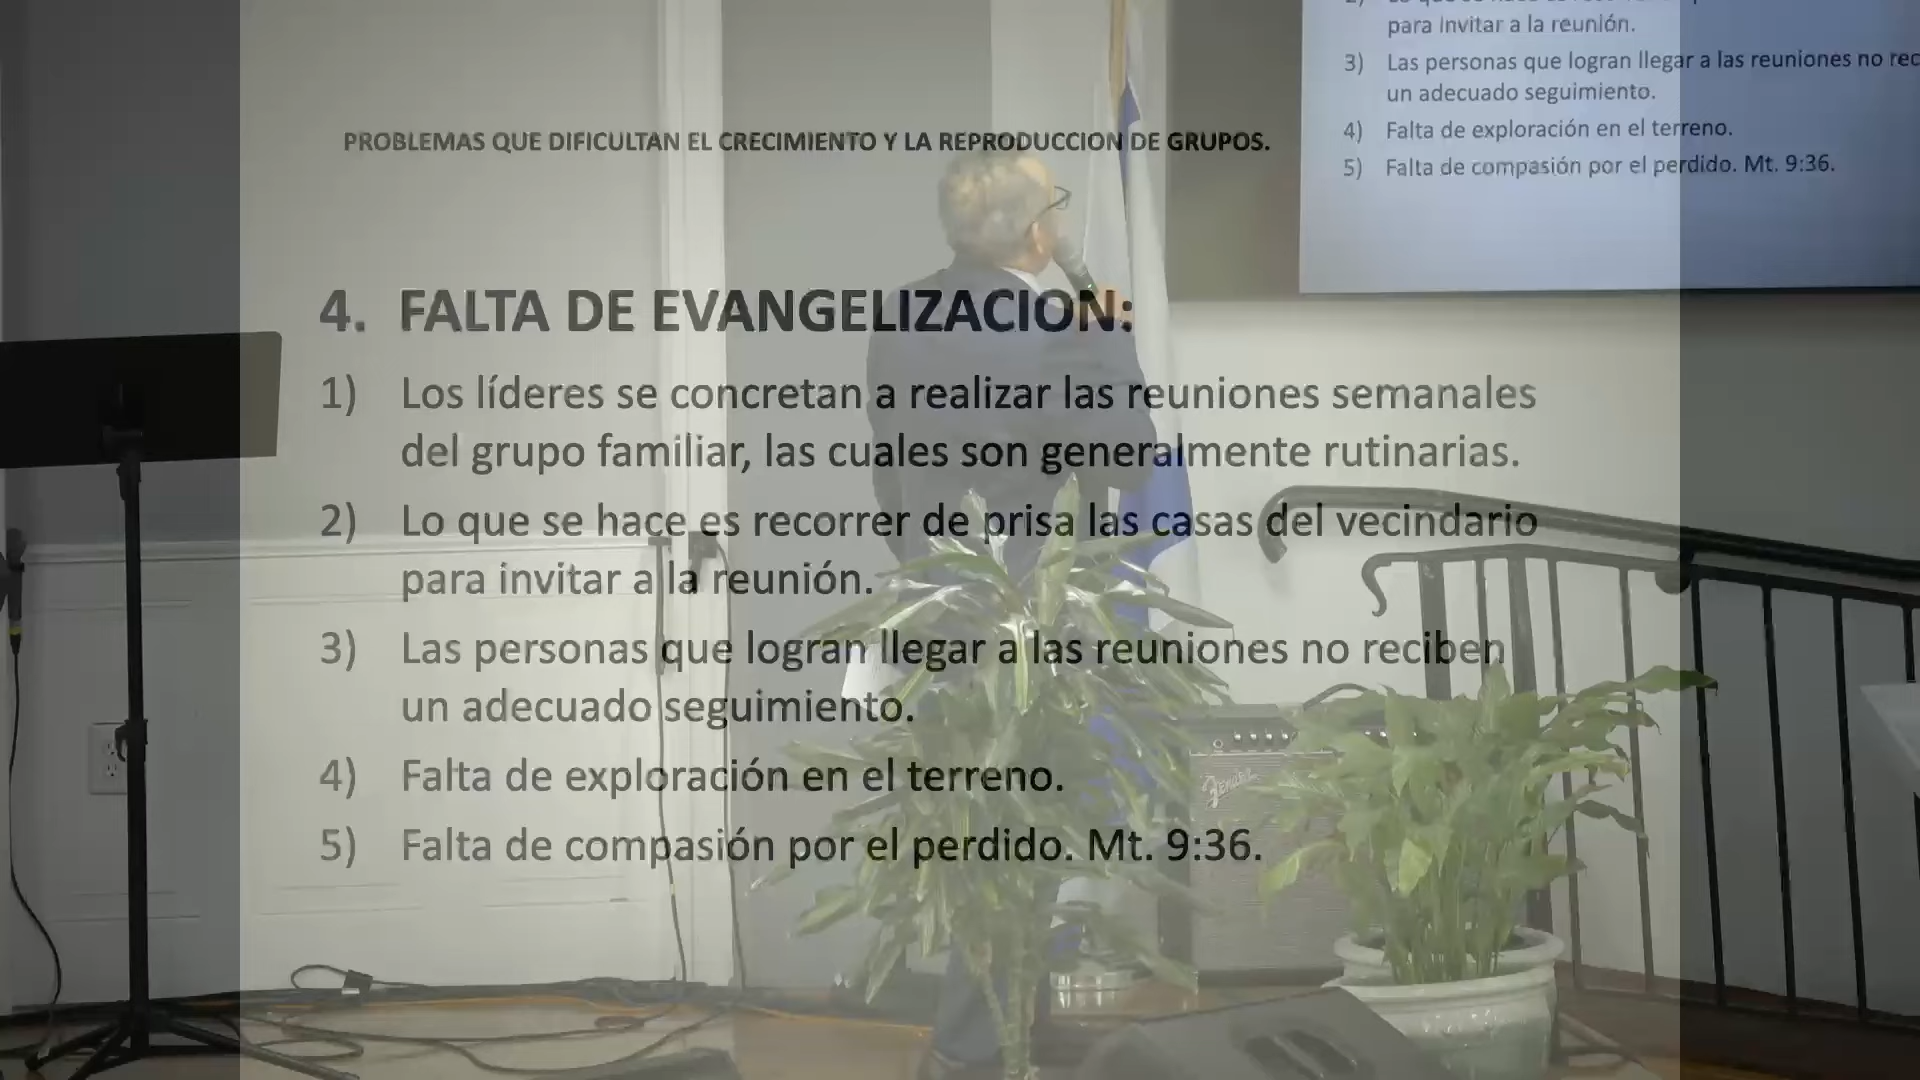 PROBLEMAS QUE DIFICULTAN EL CRECIMIENTO Y LA REPRODUCCION DE GRUPOS.
4. FALTA DE EVANGELIZACION:
1) Los líderes se concretan a realizar las reuniones semanales
del grupo familiar, las cuales son generalmente rutinarias.
2) Lo que se hace es recorrer de prisa las casas del vecindario
para invitar a la reunión.
3) Las personas que logran llegar a las reuniones no reciben
un adecuado seguimiento.
4) Falta de exploración en el terreno.
5) Falta de compasión por el perdido. Mt. 9:36.
para invitar a la reunión.
3) Las personas que logran llegar a las reuniones no rec
un adecuado seguimiento.
4) Falta de exploración en el terreno.
5) Falta de compasión por el perdido. Mt. 9:36.
Fender